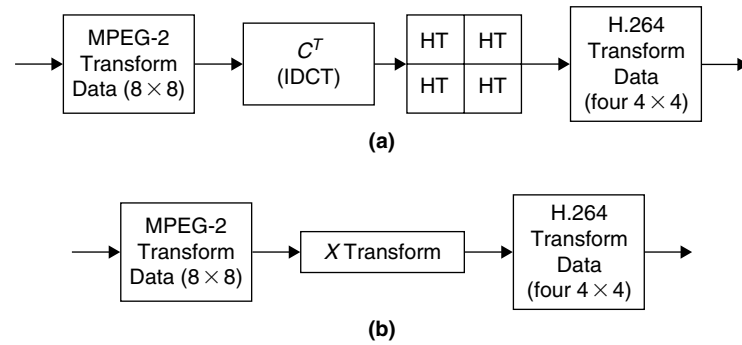 MPEG-2
Transform
Data (8 × 8)
C^T
(IDCT)
HT HT
HT HT
H.264
Transform
Data
(four 4 × 4)
(a)
MPEG-2
Transform
Data (8 × 8)
X Transform
H.264
Transform
Data
(four 4 × 4)
(b)